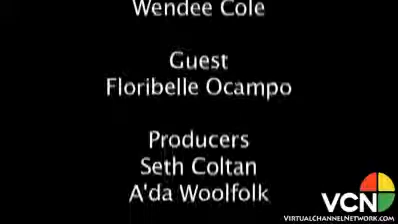 Wendee Cole
Guest
Floribelle Ocampo
Producers
Seth Coltan
A'da Woolfolk
VCN
VirtualChannelNetwork.com